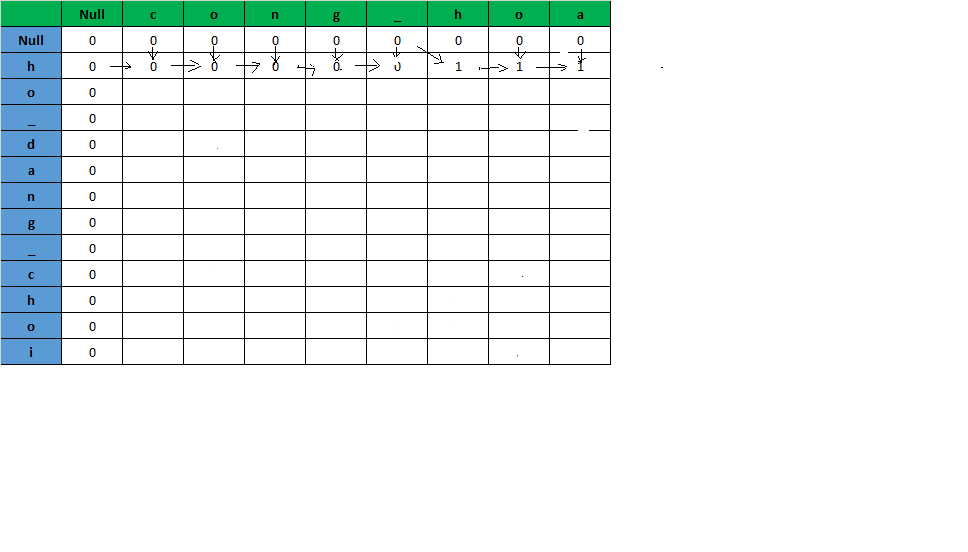 Null c o n g _ h o a
Null 0 0 0 0 0 0 0 0 0
h 0 0 0 0 0 0 1 1 1
o 0
_ 0
d 0
a 0
n 0
g 0
_ 0
c 0
h 0
o 0
i 0